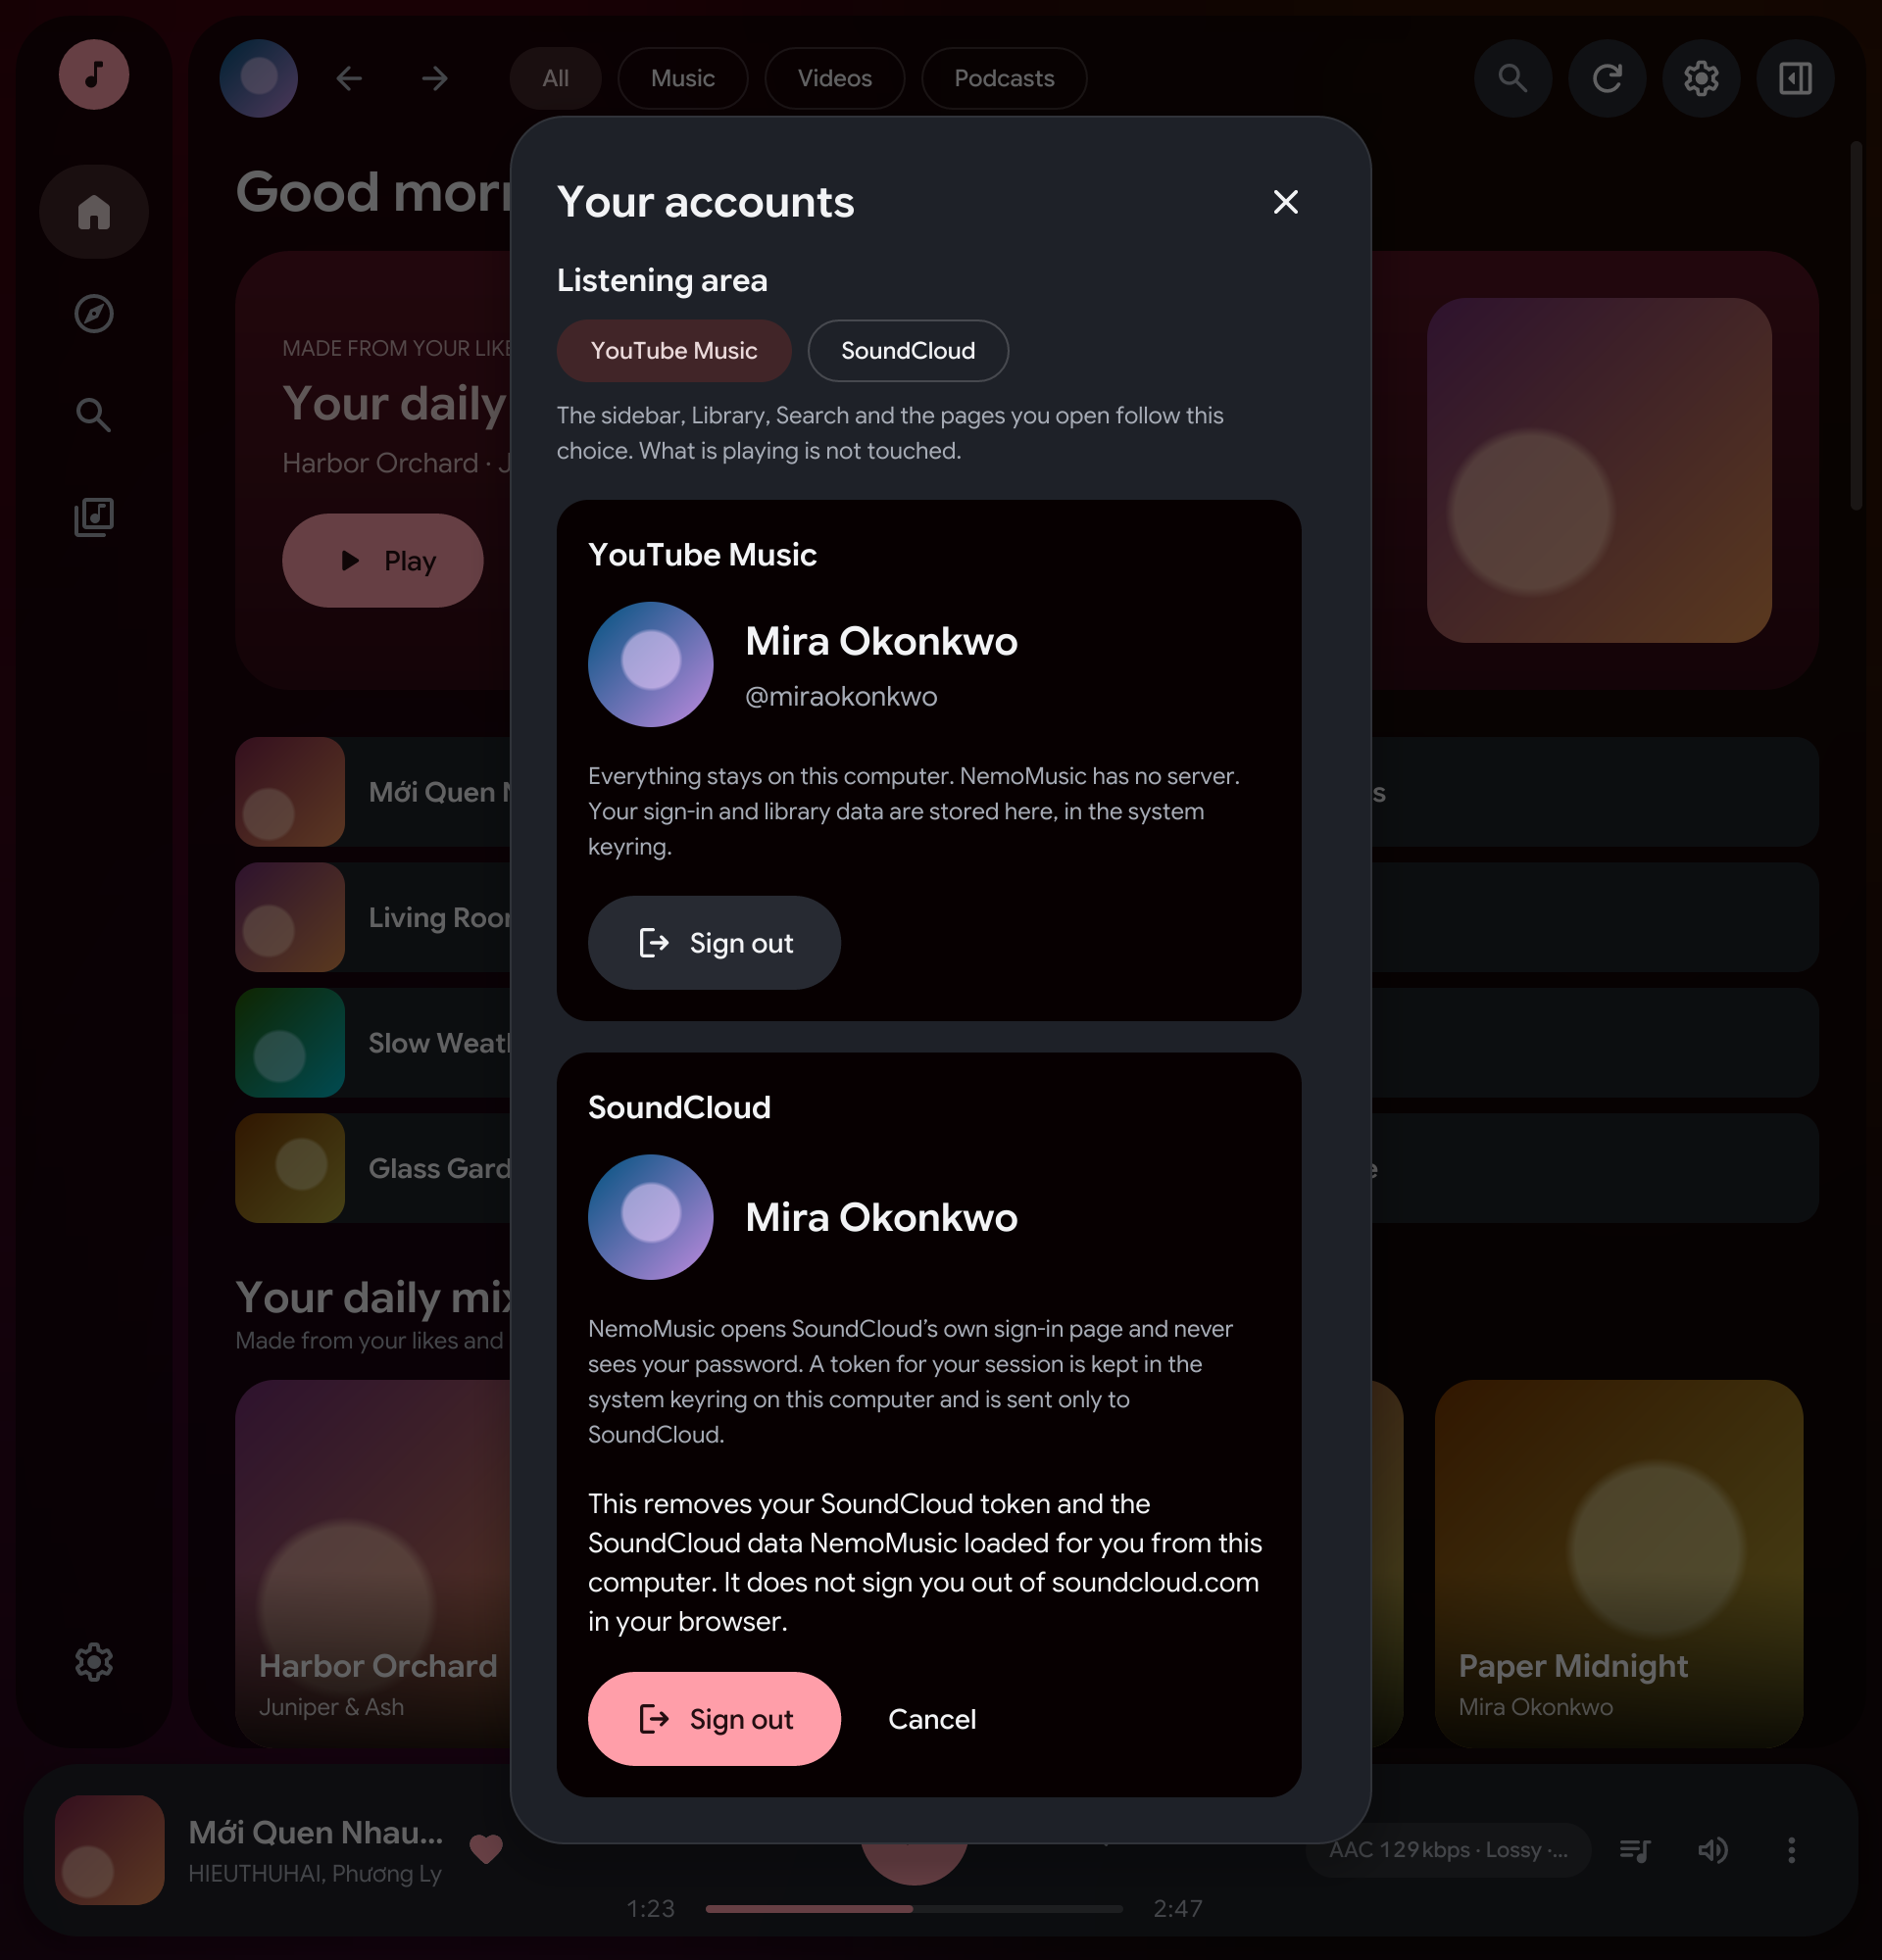 All
Music
Videos
Podcasts
Good morn
MADE FROM YOUR LIKE
Your daily
Harbor Orchard · J
Play
Mới Quen N
s
Living Roon
Slow Weath
Glass Gard
e
Your daily mix
Made from your likes and
Harbor Orchard
Juniper & Ash
Paper Midnight
Mira Okonkwo
Your accounts
Listening area
YouTube Music
SoundCloud
The sidebar, Library, Search and the pages you open follow this
choice. What is playing is not touched.
YouTube Music
Mira Okonkwo
@miraokonkwo
Everything stays on this computer. NemoMusic has no server.
Your sign-in and library data are stored here, in the system
keyring.
Sign out
SoundCloud
Mira Okonkwo
NemoMusic opens SoundCloud’s own sign-in page and never
sees your password. A token for your session is kept in the
system keyring on this computer and is sent only to
SoundCloud.
This removes your SoundCloud token and the
SoundCloud data NemoMusic loaded for you from this
computer. It does not sign you out of soundcloud.com
in your browser.
Sign out
Cancel
Mới Quen Nhau...
HIEUTHUHAI, Phương Ly
1:23
2:47
AAC 129 kbps · Lossy ·...